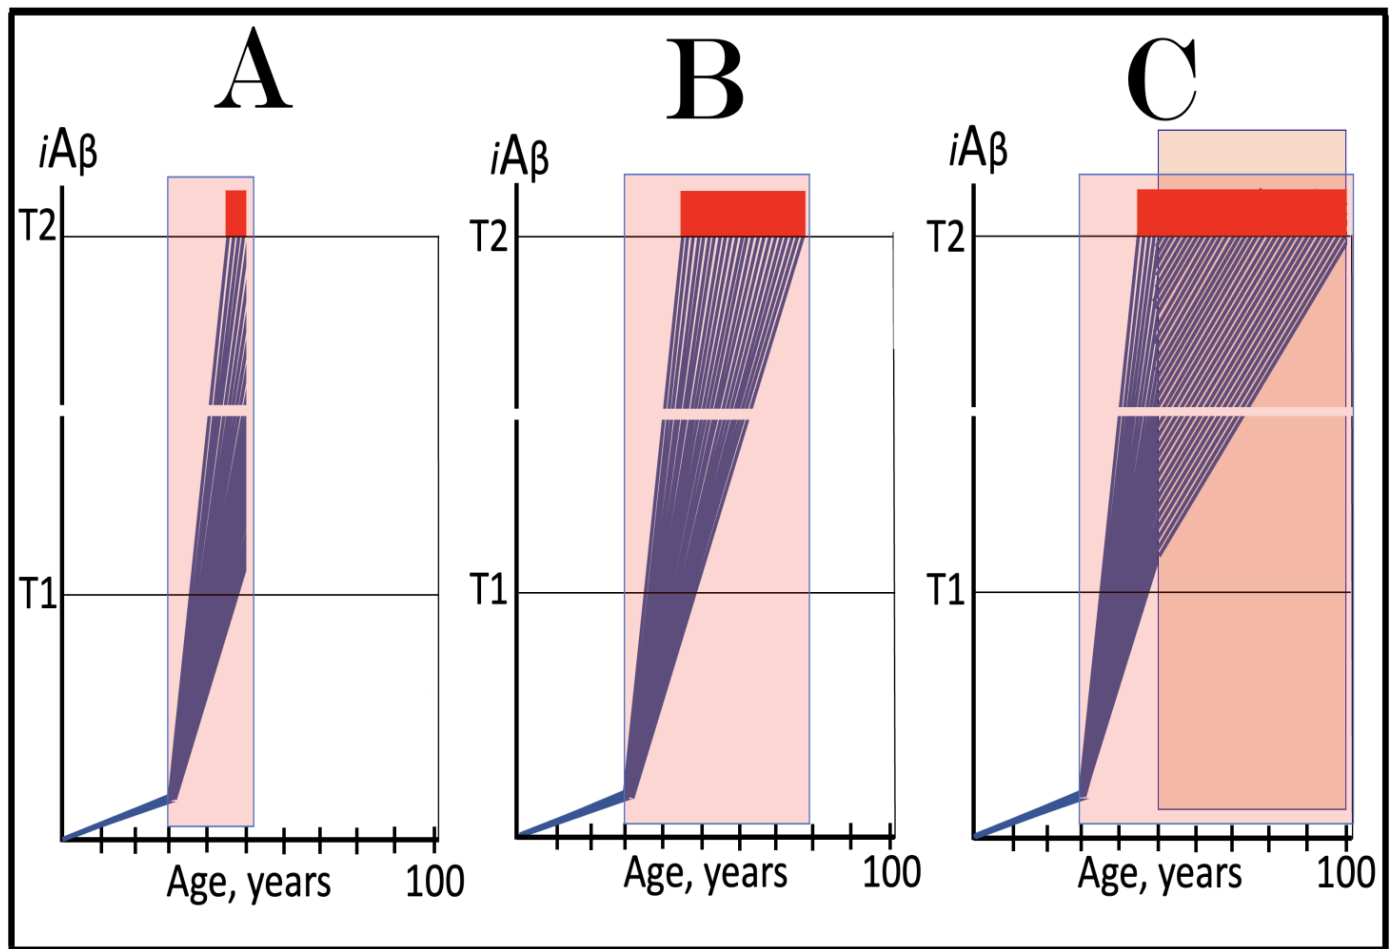 A
B
C
iAβ
iAβ
iAβ
T2
T2
T2
T1
T1
T1
Age, years
100
Age, years
100
Age, years
100